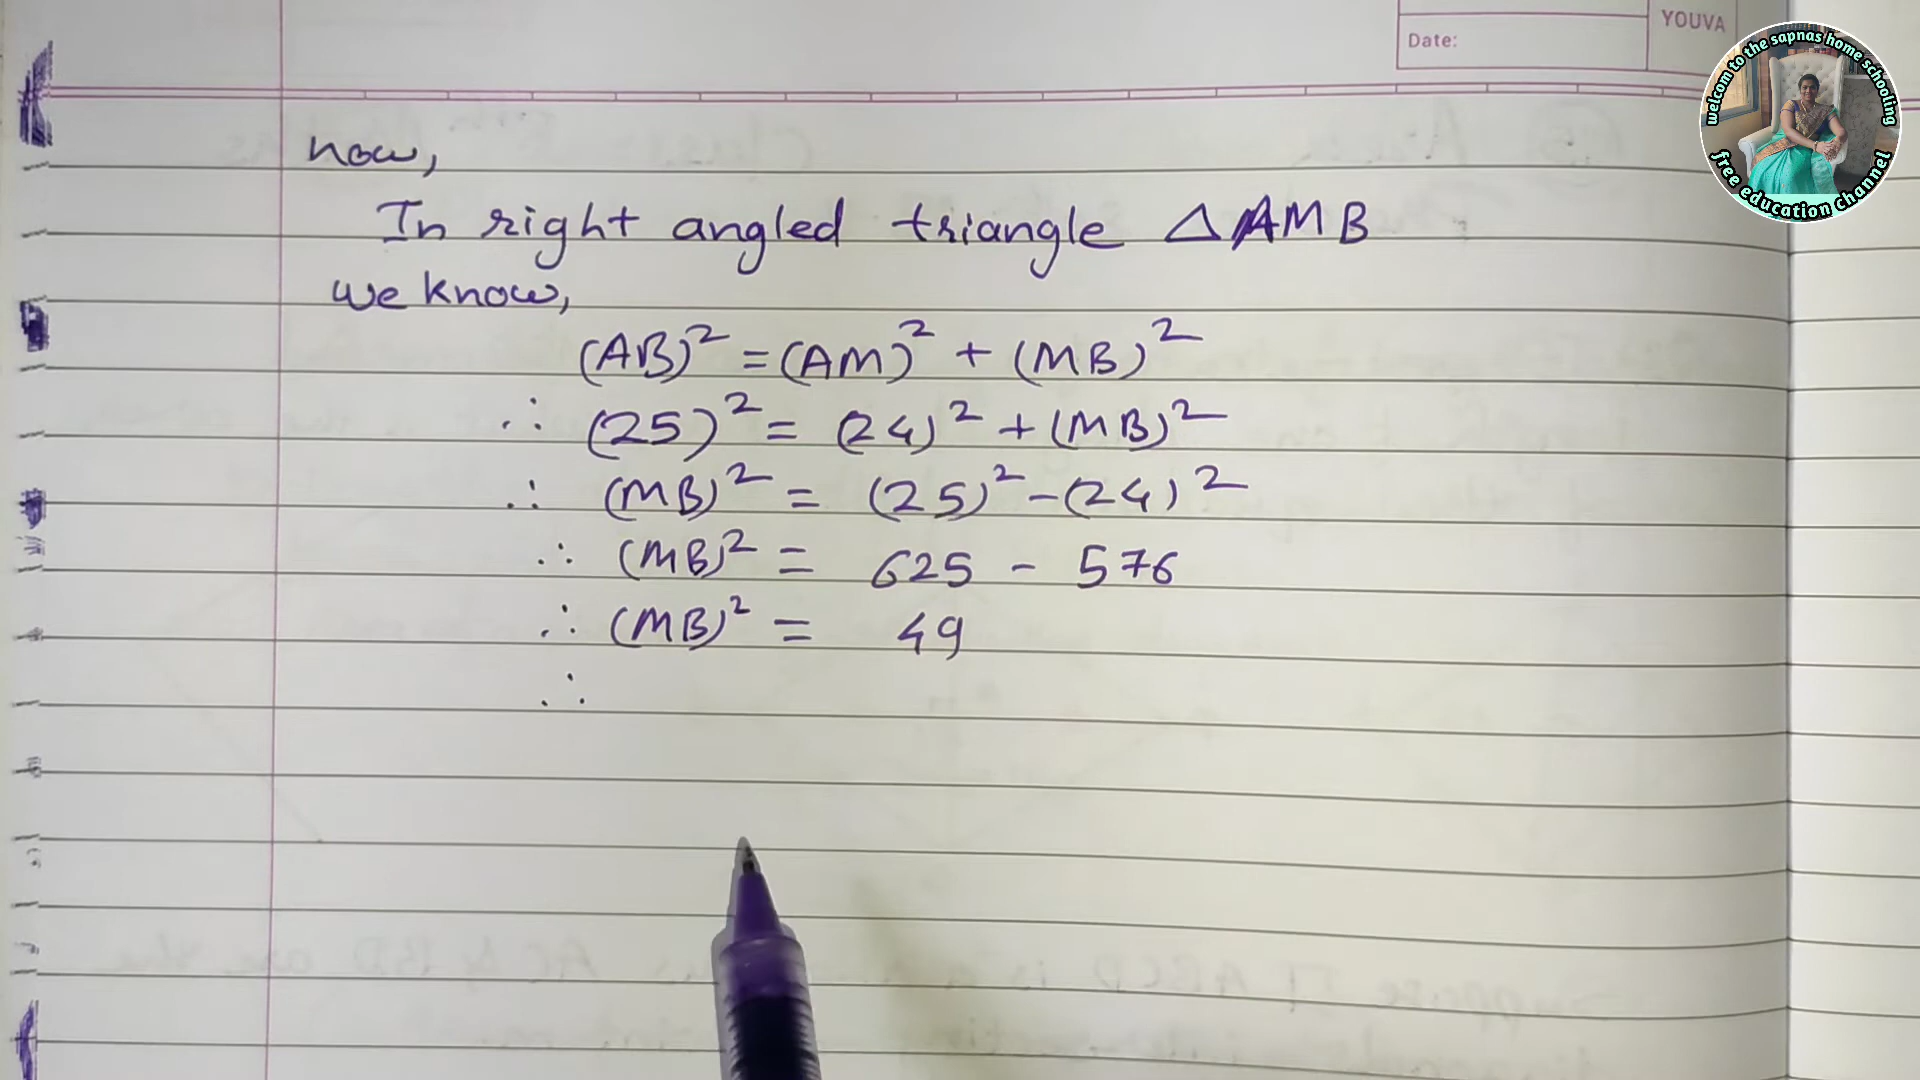 YOUVA
Date:
welcom to the sapnas home schooling
free education channel
now,
In right angled triangle △AMB
we know,
(AB)² = (AM)² + (MB)²
∴ (25)² = (24)² + (MB)²
∴ (MB)² = (25)² - (24)²
∴ (MB)² = 625 - 576
∴ (MB)² = 49
∴